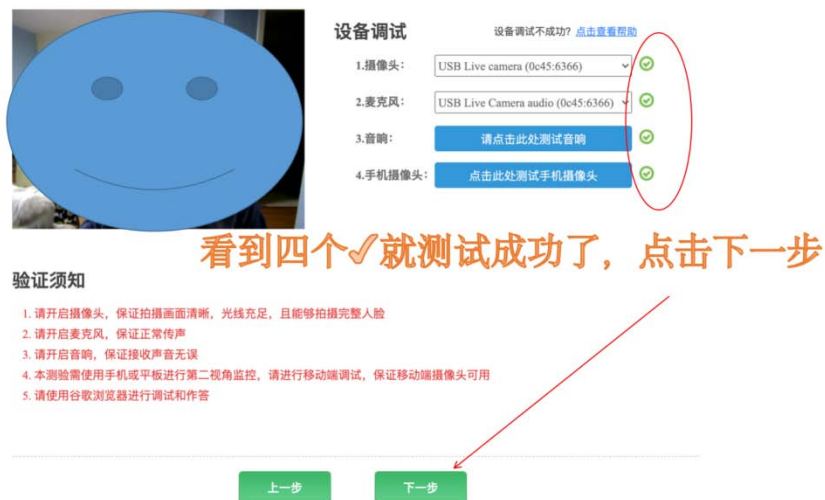 设备调试
设备调试不成功？点击查看帮助
1.摄像头：
USB Live camera (0c45:6366)
2.麦克风：
USB Live Camera audio (0c45:6366)
3.音响：
请点击此处测试音响
4.手机摄像头：
点击此处测试手机摄像头
看到四个✓就测试成功了，点击下一步
验证须知
1. 请开启摄像头，保证拍摄画面清晰，光线充足，且能够拍摄完整人脸
2. 请开启麦克风，保证正常传声
3. 请开启音响，保证接收声音无误
4. 本测验需使用手机或平板进行第二视角监控，请进行移动端调试，保证移动端摄像头可用
5. 请使用谷歌浏览器进行调试和作答
上一步
下一步